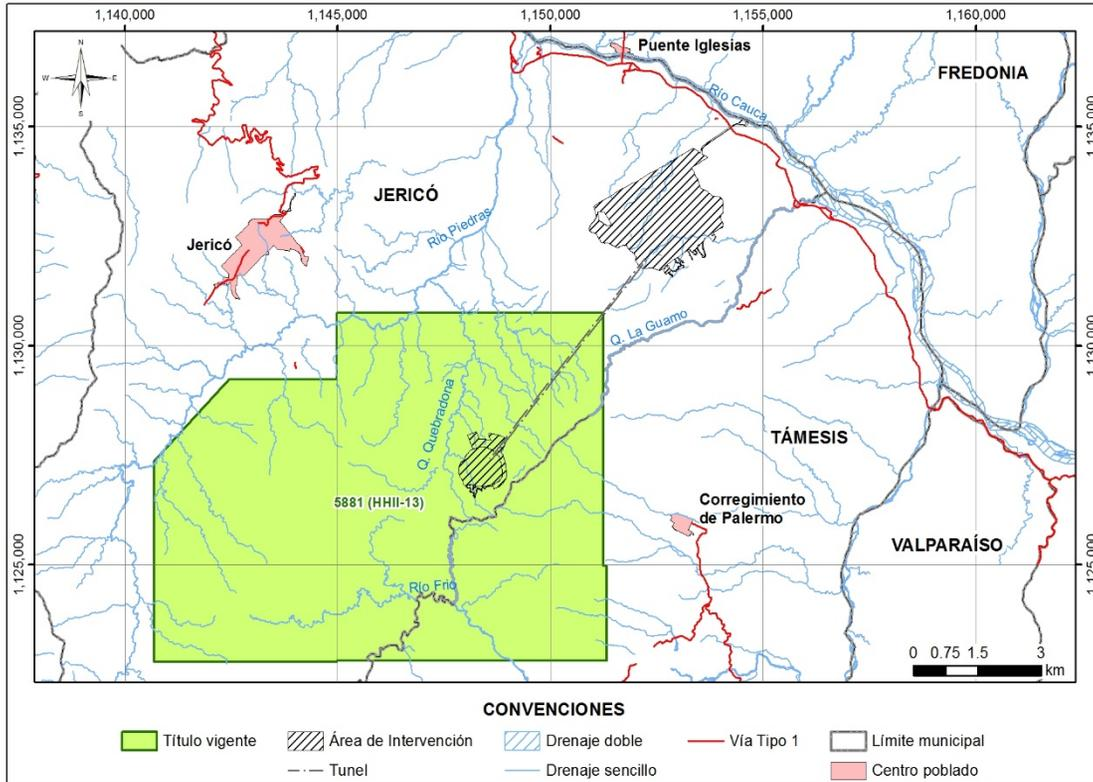 1,140,000 1,145,000 1,150,000 1,155,000 1,160,000
N
W E
S
Puente Iglesias
FREDONIA
Río Cauca
1,135,000 1,135,000
JERICÓ
Jericó
Río Piedras
Q. La Guamo
1,130,000 1,130,000
Q. Quebradona
TÁMESIS
5881 (HHII-13)
Corregimiento
de Palermo
VALPARAÍSO
1,125,000 1,125,000
Río Frio
0 0.75 1.5 3
km
CONVENCIONES
Título vigente Área de Intervención Drenaje doble Vía Tipo 1 Límite municipal
Tunel Drenaje sencillo Centro poblado